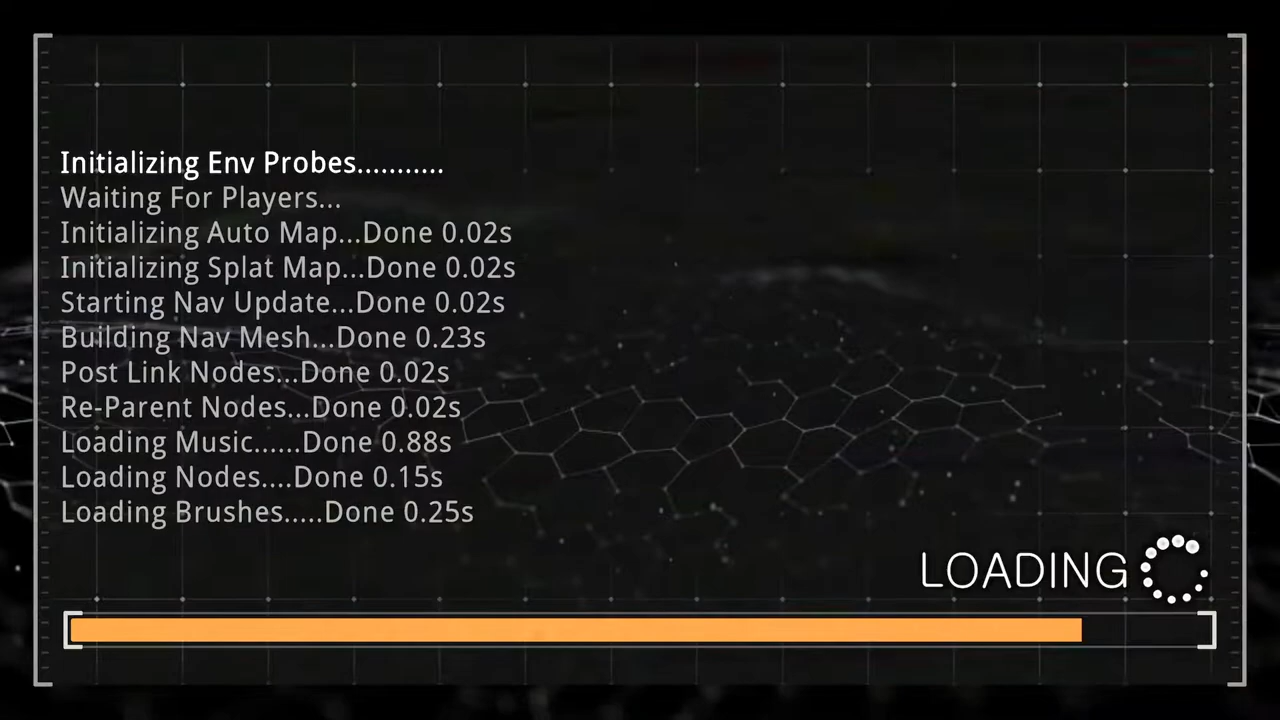 Initializing Env Probes...........
Waiting For Players...
Initializing Auto Map...Done 0.02s
Initializing Splat Map...Done 0.02s
Starting Nav Update...Done 0.02s
Building Nav Mesh...Done 0.23s
Post Link Nodes...Done 0.02s
Re-Parent Nodes...Done 0.02s
Loading Music......Done 0.88s
Loading Nodes....Done 0.15s
Loading Brushes.....Done 0.25s
LOADING